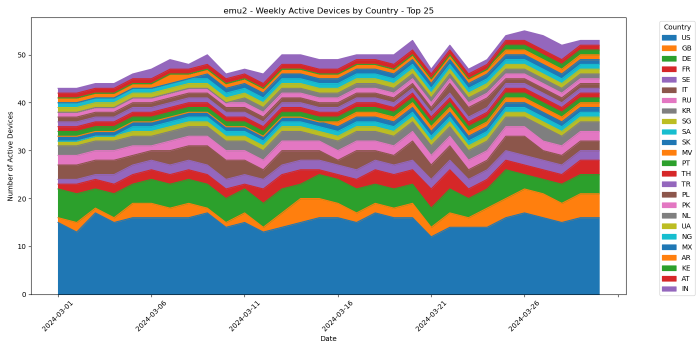 emu2 - Weekly Active Devices by Country - Top 25
Number of Active Devices
50
40
30
20
10
0
2024-03-01
2024-03-06
2024-03-11
2024-03-16
2024-03-21
2024-03-26
Date
Country
US
GB
DE
FR
SE
IT
RU
KR
SG
SA
SK
MV
PT
TH
TR
PL
PK
NL
UA
NG
MX
AR
KE
AT
IN